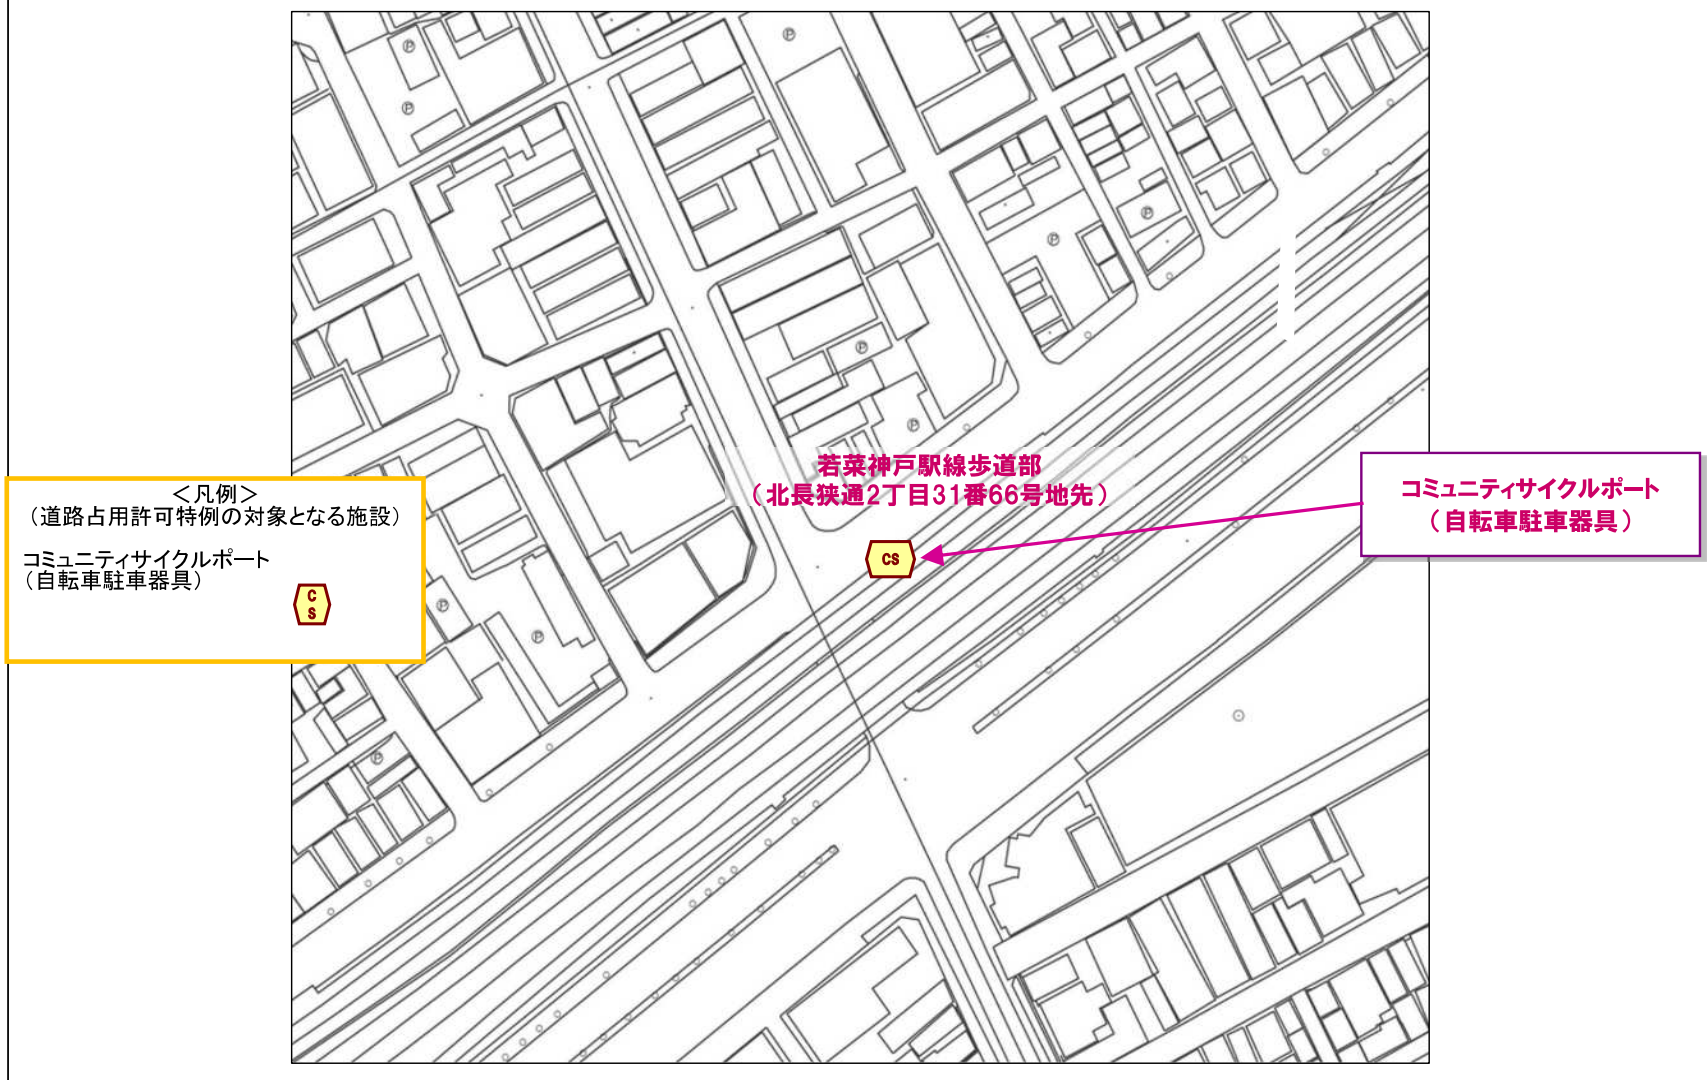 若菜神戸駅線歩道部
（北長狭通2丁目31番66号地先）
コミュニティサイクルポート
（自転車駐車器具）
CS
＜凡例＞
（道路占用許可特例の対象となる施設）
コミュニティサイクルポート
（自転車駐車器具）
C
S
P
P
P
P
P
P
P
P
P
P